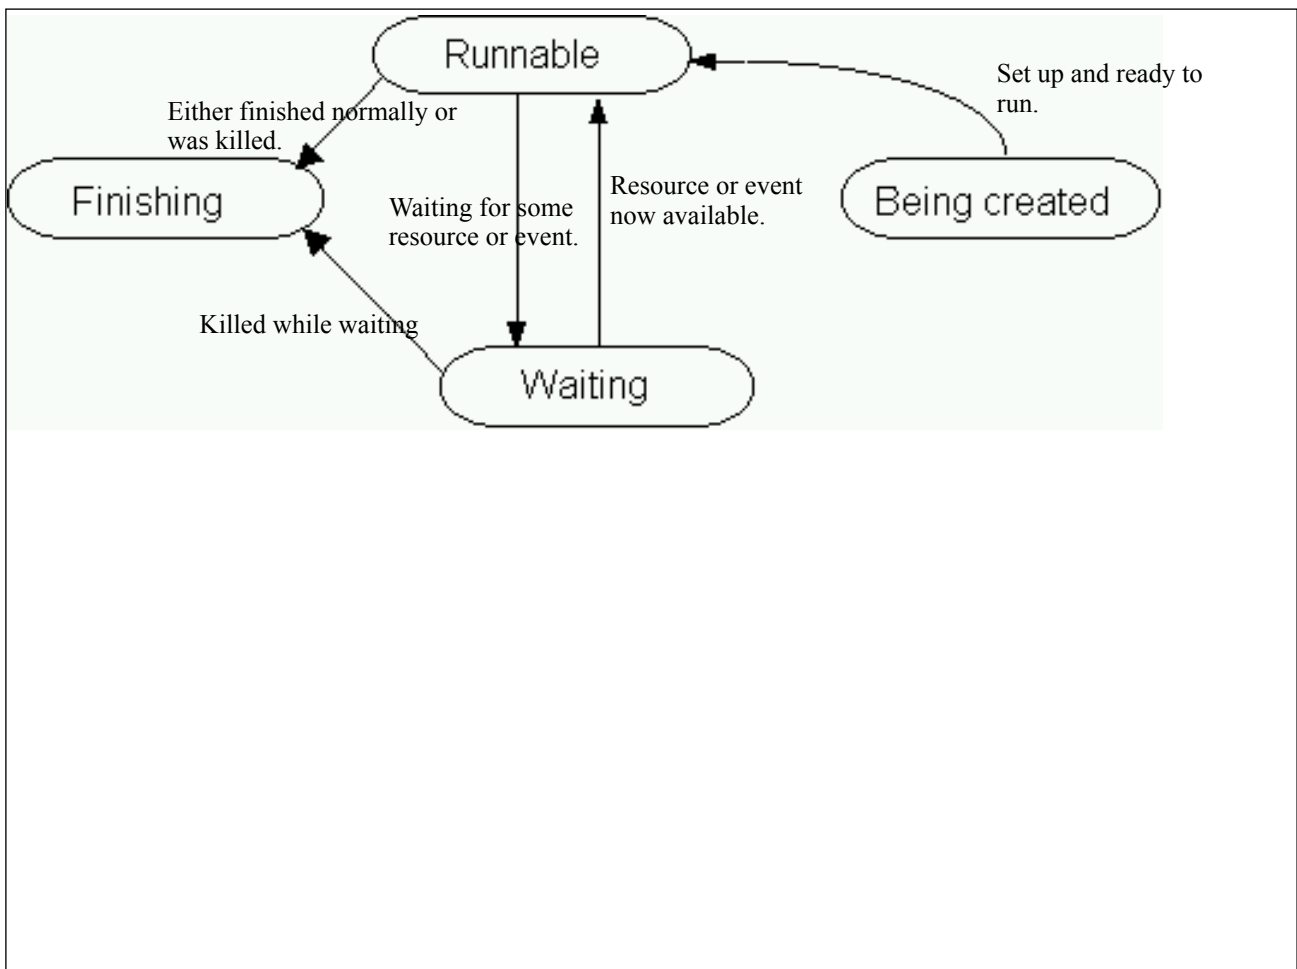 Runnable
Set up and ready to
run.
Either finished normally or
was killed.
Finishing
Waiting for some
resource or event.
Resource or event
now available.
Being created
Killed while waiting
Waiting